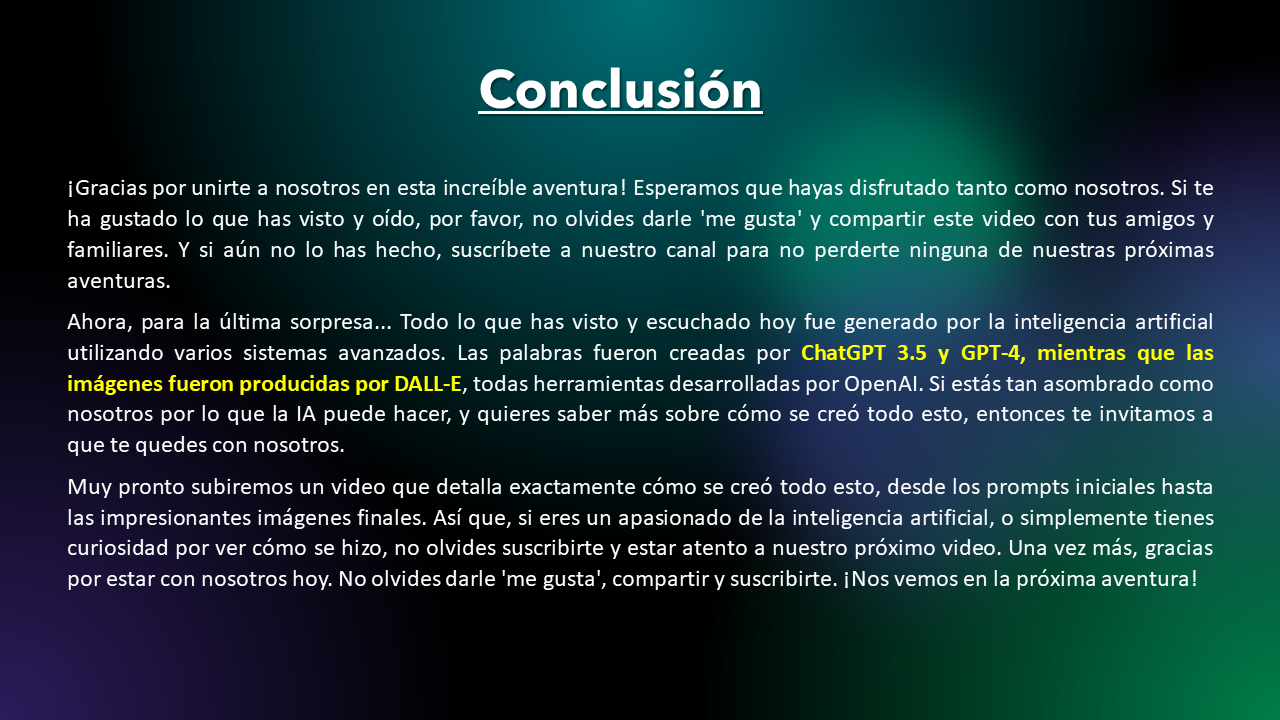 Conclusión
¡Gracias por unirte a nosotros en esta increíble aventura! Esperamos que hayas disfrutado tanto como nosotros. Si te
ha gustado lo que has visto y oído, por favor, no olvides darle 'me gusta' y compartir este video con tus amigos y
familiares. Y si aún no lo has hecho, suscríbete a nuestro canal para no perderte ninguna de nuestras próximas
aventuras.
Ahora, para la última sorpresa... Todo lo que has visto y escuchado hoy fue generado por la inteligencia artificial
utilizando varios sistemas avanzados. Las palabras fueron creadas por ChatGPT 3.5 y GPT-4, mientras que las
imágenes fueron producidas por DALL-E, todas herramientas desarrolladas por OpenAI. Si estás tan asombrado como
nosotros por lo que la IA puede hacer, y quieres saber más sobre cómo se creó todo esto, entonces te invitamos a
que te quedes con nosotros.
Muy pronto subiremos un video que detalla exactamente cómo se creó todo esto, desde los prompts iniciales hasta
las impresionantes imágenes finales. Así que, si eres un apasionado de la inteligencia artificial, o simplemente tienes
curiosidad por ver cómo se hizo, no olvides suscribirte y estar atento a nuestro próximo video. Una vez más, gracias
por estar con nosotros hoy. No olvides darle 'me gusta', compartir y suscribirte. ¡Nos vemos en la próxima aventura!